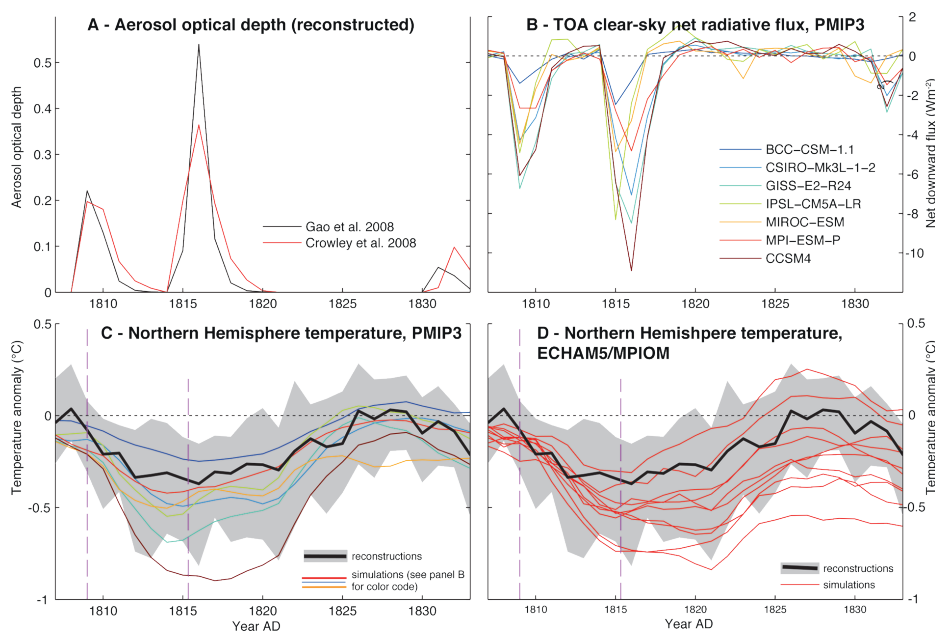 A - Aerosol optical depth (reconstructed)
Aerosol optical depth
0.5
0.4
0.3
0.2
0.1
0
Gao et al. 2008
Crowley et al. 2008
1810
1815
1820
1825
1830
B - TOA clear-sky net radiative flux, PMIP3
2
0
-2
-4
-6
-8
-10
Net downward flux (Wm-2)
BCC-CSM-1.1
CSIRO-Mk3L-1-2
GISS-E2-R24
IPSL-CM5A-LR
MIROC-ESM
MPI-ESM-P
CCSM4
1810
1815
1820
1825
1830
C - Northern Hemisphere temperature, PMIP3
Temperature anomaly (°C)
0.5
0
-0.5
-1
reconstructions
simulations (see panel B
for color code)
1810
1815
1820
1825
1830
Year AD
D - Northern Hemishpere temperature,
ECHAM5/MPIOM
0.5
0
-0.5
-1
Temperature anomaly (°C)
reconstructions
simulations
1810
1815
1820
1825
1830
Year AD